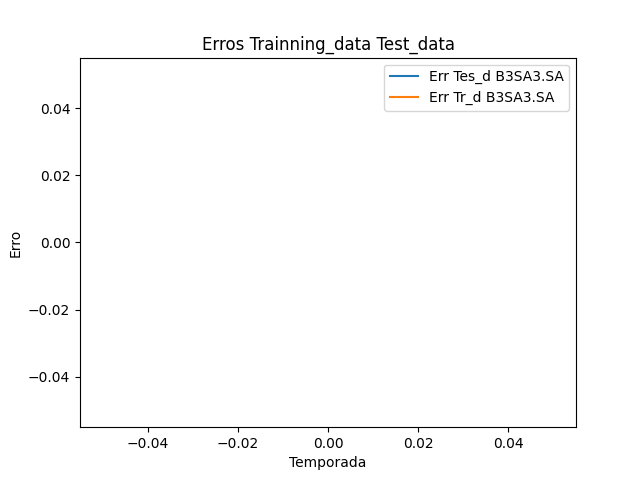 Erros Trainning_data Test_data
Err Tes_d B3SA3.SA
Err Tr_d B3SA3.SA
0.04
0.02
0.00
−0.02
−0.04
Erro
−0.04
−0.02
0.00
0.02
0.04
Temporada